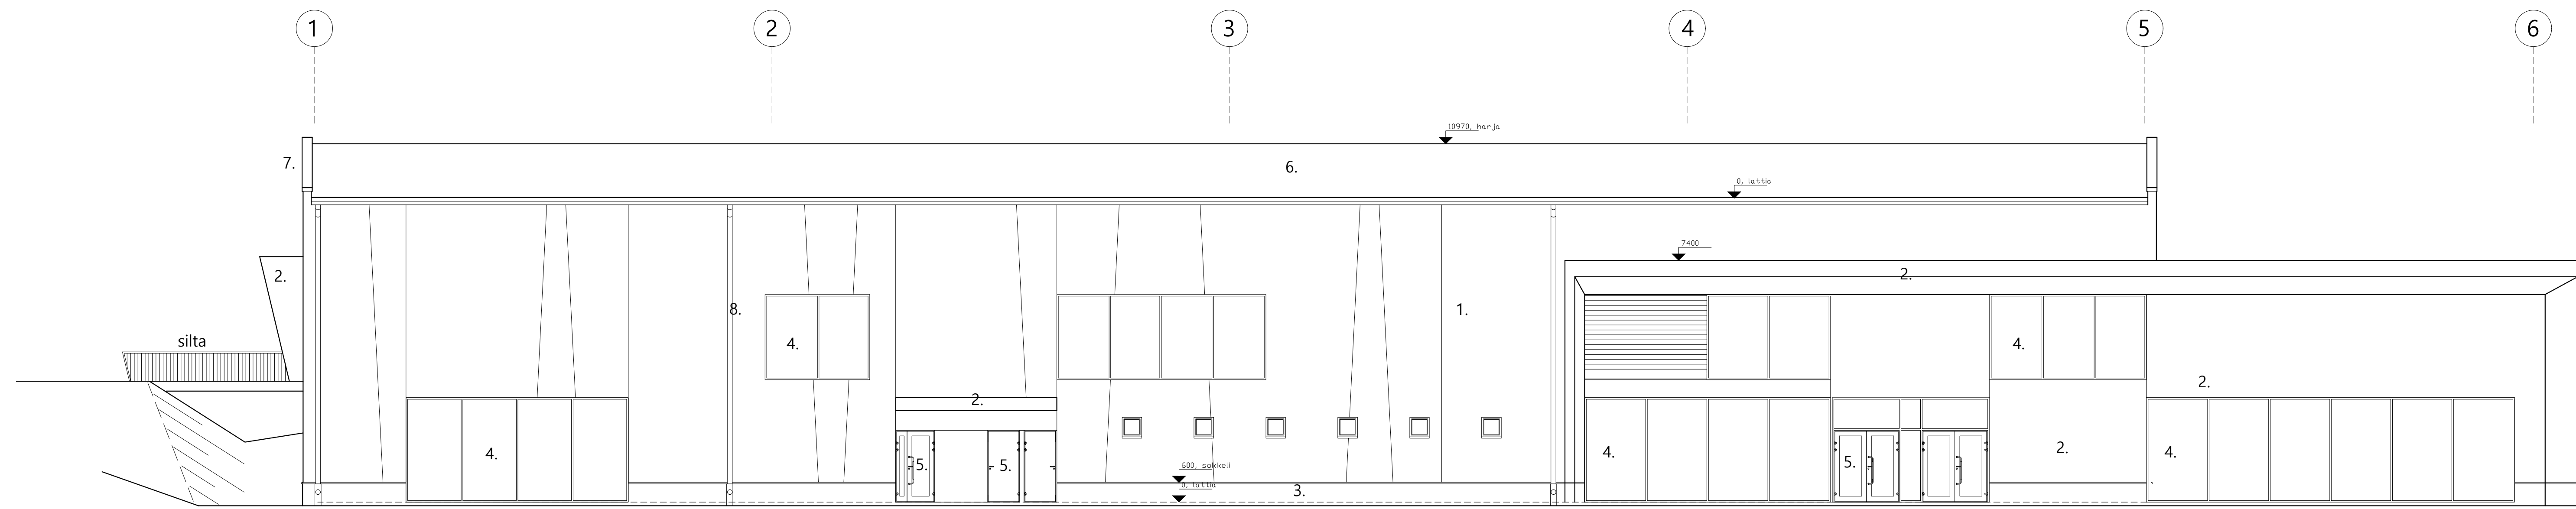 1 2 3 4 5 6
10970, harja
7. 6.
0, lattia
7400
2. 2.
8. 1.
silta 4. 4.
2.
2.
4. 4. 2. 4.
5. 5. 5.
600, sokkeli
0, lattia
3.